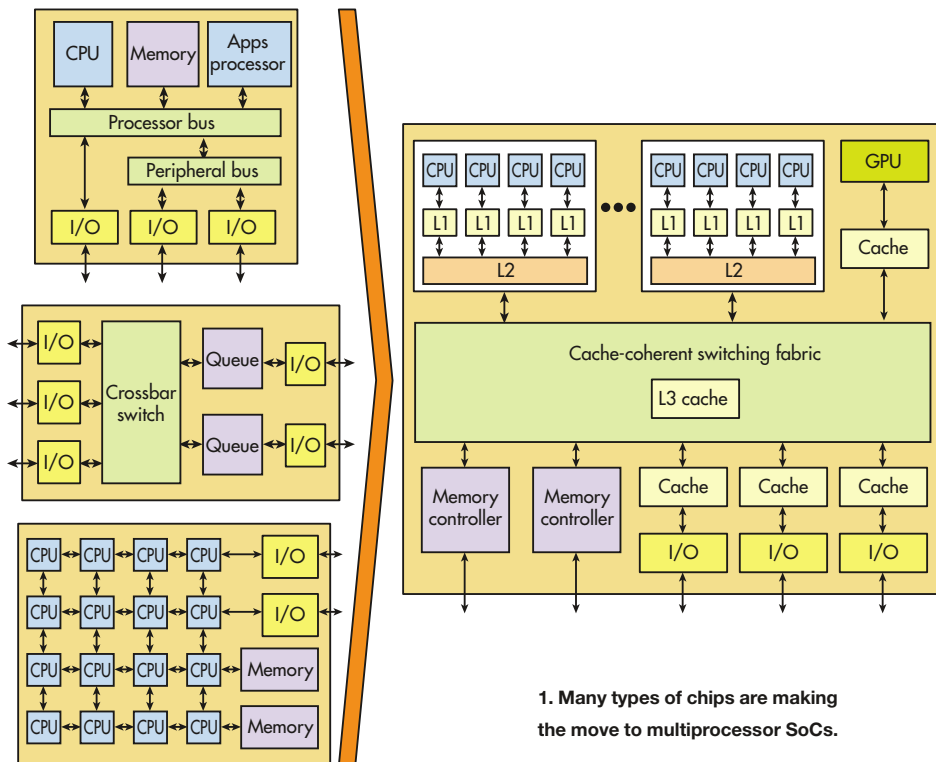 CPU
Memory
Apps
processor
Processor bus
Peripheral bus
I/O I/O I/O
I/O
I/O
I/O
Crossbar
switch
Queue
Queue
I/O
I/O
CPU CPU CPU CPU I/O
CPU CPU CPU CPU I/O
CPU CPU CPU CPU Memory
CPU CPU CPU CPU Memory
CPU CPU CPU CPU
L1 L1 L1 L1
L2
CPU CPU CPU CPU
L1 L1 L1 L1
L2
GPU
Cache
Cache-coherent switching fabric
L3 cache
Memory
controller
Memory
controller
Cache Cache Cache
I/O I/O I/O
1. Many types of chips are making
the move to multiprocessor SoCs.